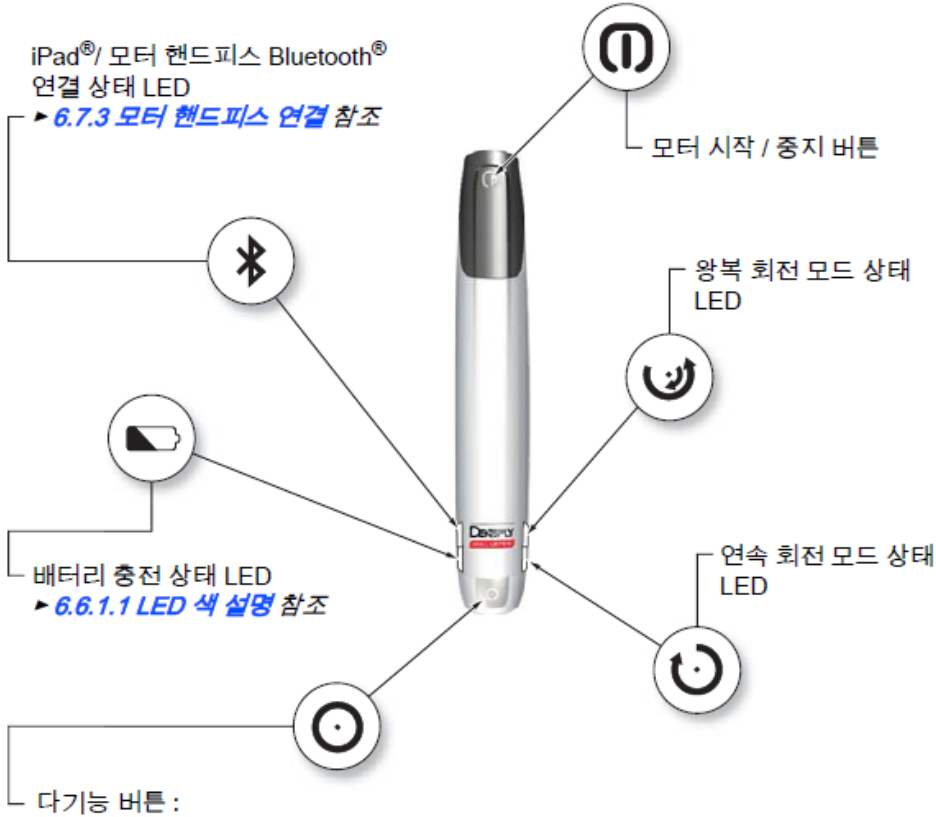 iPad®/ 모터 핸드피스 Bluetooth®
연결 상태 LED
► 6.7.3 모터 핸드피스 연결 참조
모터 시작 / 중지 버튼
왕복 회전 모드 상태
LED
배터리 충전 상태 LED
► 6.6.1.1 LED 색 설명 참조
연속 회전 모드 상태
LED
다기능 버튼 :
DENTSPLY
MAILLEFER